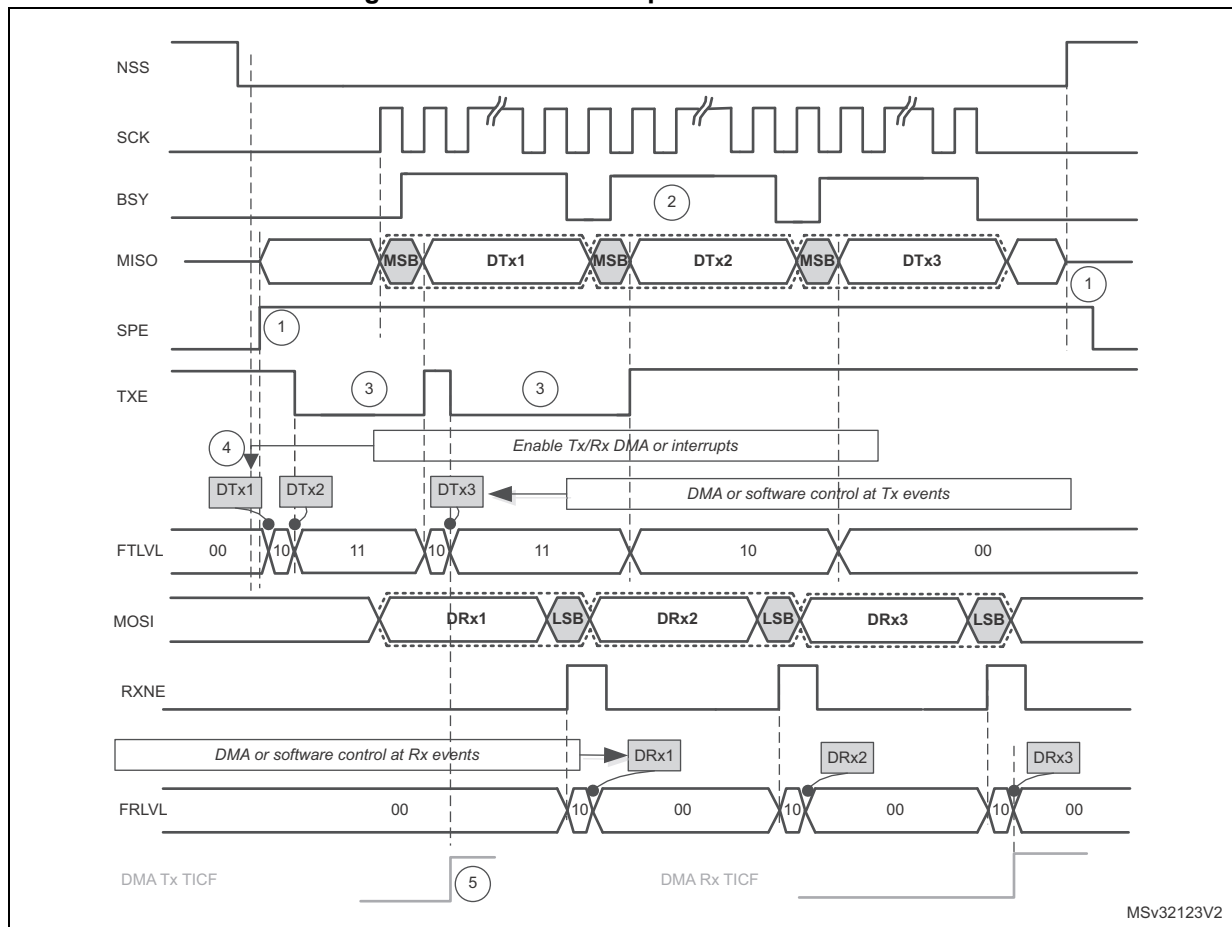 NSS
SCK
BSY
2
MISO
MSB
DTx1
MSB
DTx2
MSB
DTx3
1
SPE
1
TXE
3
3
4
Enable Tx/Rx DMA or interrupts
DTx1
DTx2
DTx3
DMA or software control at Tx events
FTLVL
00
10
11
10
11
10
00
MOSI
DRx1
LSB
DRx2
LSB
DRx3
LSB
RXNE
DMA or software control at Rx events
DRx1
DRx2
DRx3
FRLVL
00
10
00
10
00
10
00
DMA Tx TICF
5
DMA Rx TICF
MSv32123V2